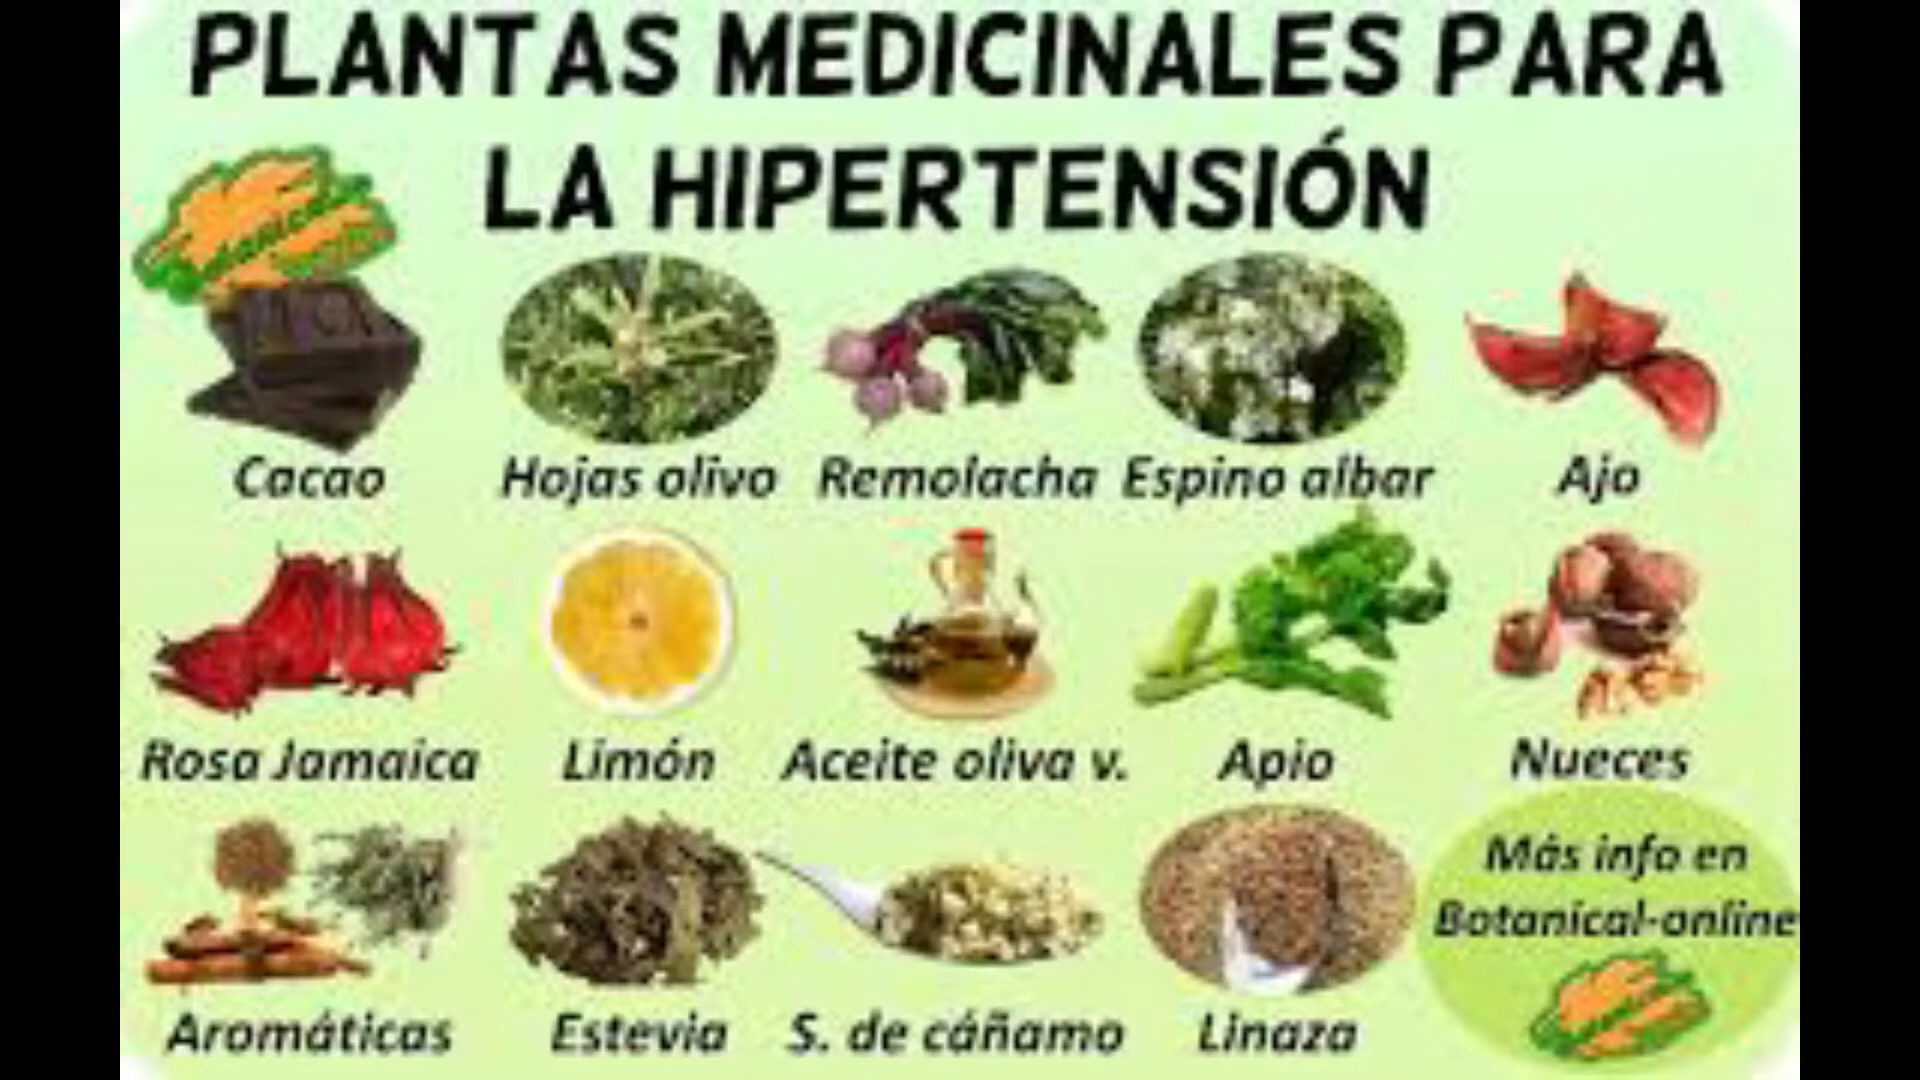 PLANTAS MEDICINALES PARA
LA HIPERTENSIÓN
Cacao
Hojas olivo
Remolacha
Espino albar
Ajo
Rosa Jamaica
Limón
Aceite oliva v.
Apio
Nueces
Aromáticas
Estevia
S. de cáñamo
Linaza
Más info en
Botanical-online